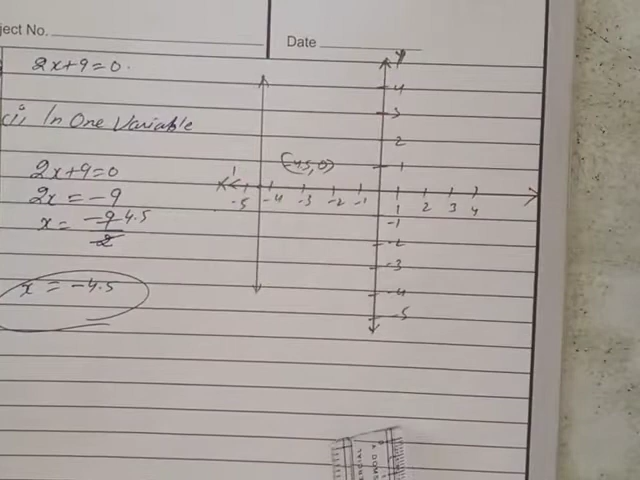 ject No.
Date
2x+9=0.
(i) In One Variable
2x+9=0
2x = -9
x = -9 4.5
2
x = -4.5
y
4
3
2
1
(-4.5,0)
x' -5 -4 -3 -2 -1 1 2 3 4
-1
-2
-3
-4
-5